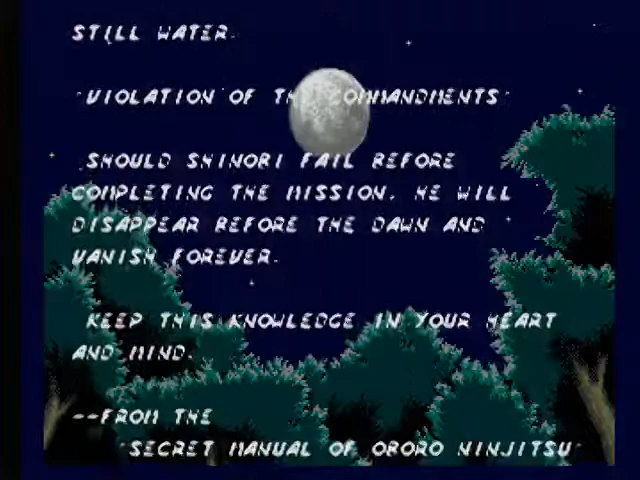 STILL WATER.
"VIOLATION OF THE COMMANDMENTS"
SHOULD SHINOBI FAIL BEFORE
COMPLETING THE MISSION, HE WILL
DISAPPEAR BEFORE THE DAWN AND
VANISH FOREVER.
KEEP THIS KNOWLEDGE IN YOUR HEART
AND MIND.
--FROM THE
"SECRET MANUAL OF OBORO NINJITSU"